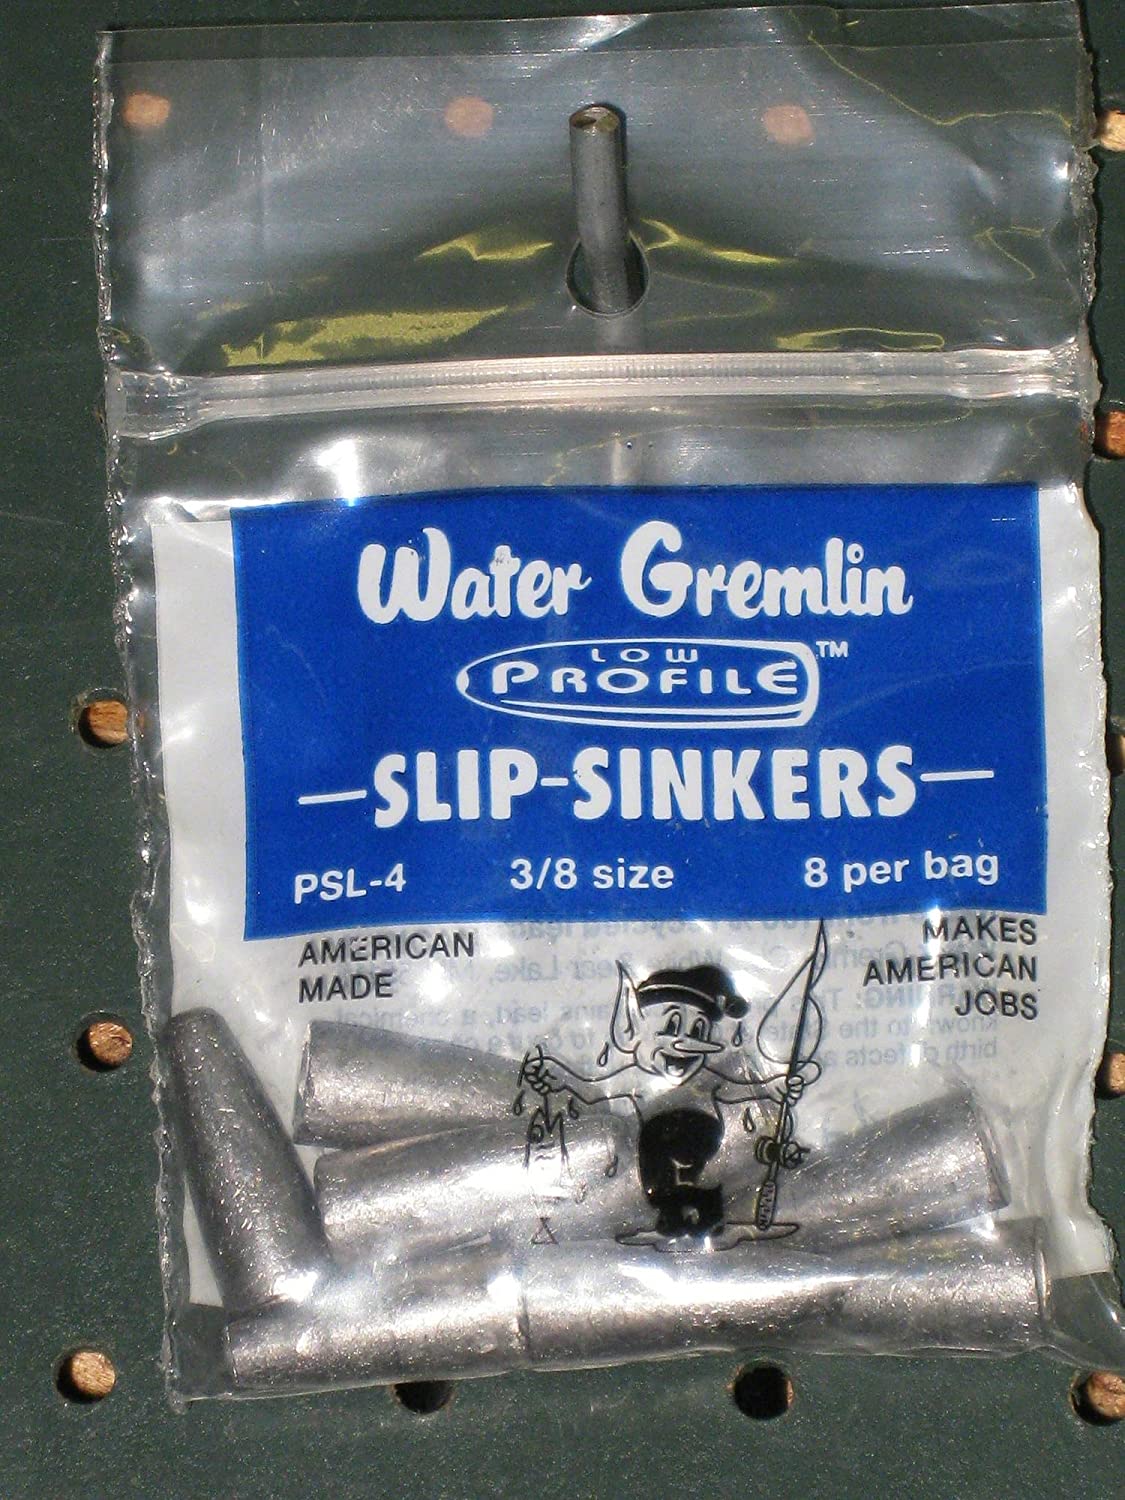 Water Gremlin
LOW
PROFILE™
—SLIP-SINKERS—
PSL-4 3/8 size 8 per bag
AMERICAN
MADE
MAKES
AMERICAN
JOBS